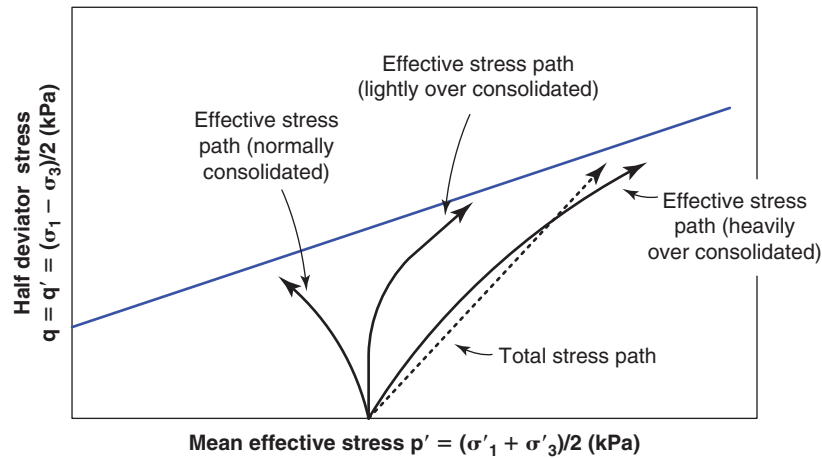 Effective stress path
(lightly over consolidated)
Effective stress
path (normally
consolidated)
Effective stress
path (heavily
over consolidated)
Total stress path
Half deviator stress
q = q′ = (σ1 − σ3)/2 (kPa)
Mean effective stress p′ = (σ′1 + σ′3)/2 (kPa)